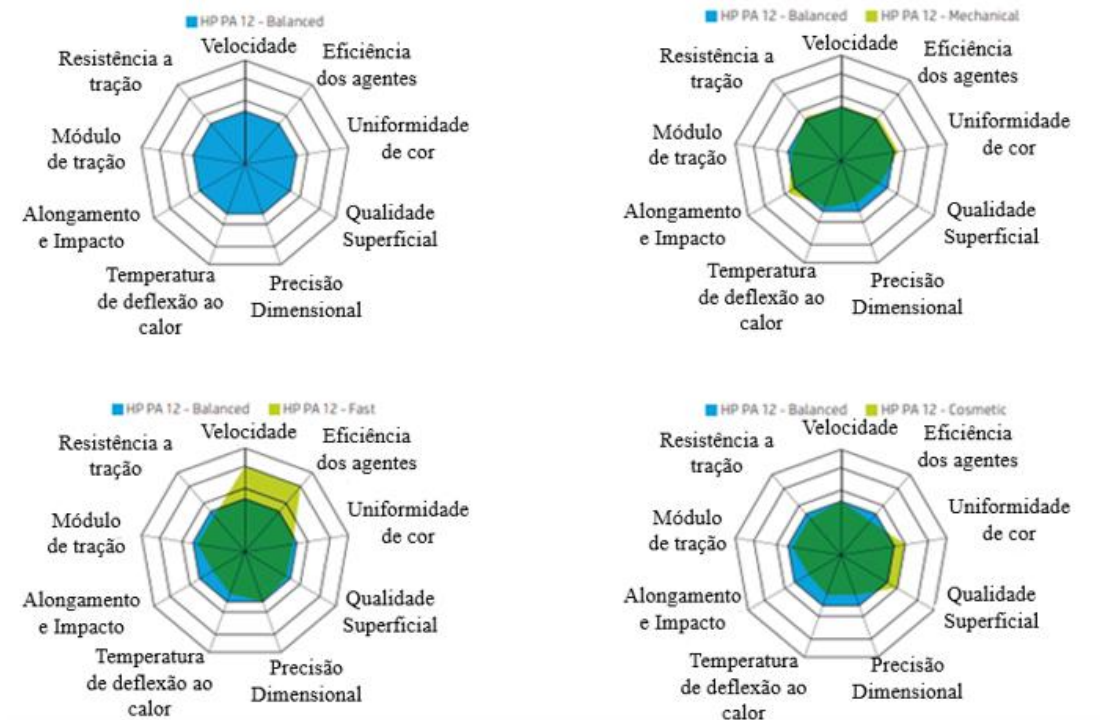 HP PA 12 - Balanced
Velocidade
Eficiência
dos agentes
Uniformidade
de cor
Qualidade
Superficial
Precisão
Dimensional
Temperatura
de deflexão ao
calor
Alongamento
e Impacto
Módulo
de tração
Resistência a
tração
HP PA 12 - Balanced HP PA 12 - Mechanical
Velocidade
Eficiência
dos agentes
Uniformidade
de cor
Qualidade
Superficial
Precisão
Dimensional
Temperatura
de deflexão ao
calor
Alongamento
e Impacto
Módulo
de tração
Resistência a
tração
HP PA 12 - Balanced HP PA 12 - Fast
Velocidade
Eficiência
dos agentes
Uniformidade
de cor
Qualidade
Superficial
Precisão
Dimensional
Temperatura
de deflexão ao
calor
Alongamento
e Impacto
Módulo
de tração
Resistência a
tração
HP PA 12 - Balanced HP PA 12 - Cosmetic
Velocidade
Eficiência
dos agentes
Uniformidade
de cor
Qualidade
Superficial
Precisão
Dimensional
Temperatura
de deflexão ao
calor
Alongamento
e Impacto
Módulo
de tração
Resistência a
tração